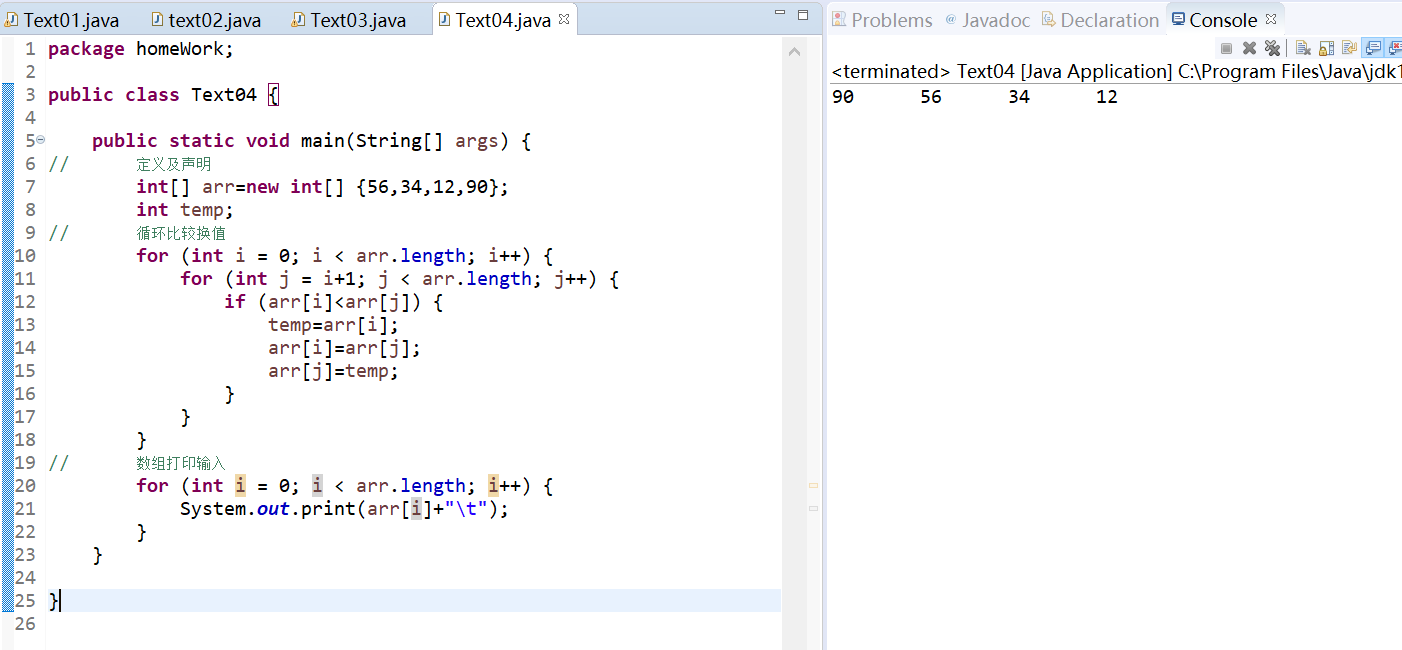 Text01.java text02.java Text03.java Text04.java
1 package homeWork;
2
3 public class Text04 {
4
5 public static void main(String[] args) {
6 // 定义及声明
7 int[] arr=new int[] {56,34,12,90};
8 int temp;
9 // 循环比较换值
10 for (int i = 0; i < arr.length; i++) {
11 for (int j = i+1; j < arr.length; j++) {
12 if (arr[i]<arr[j]) {
13 temp=arr[i];
14 arr[i]=arr[j];
15 arr[j]=temp;
16 }
17 }
18 }
19 // 数组打印输入
20 for (int i = 0; i < arr.length; i++) {
21 System.out.print(arr[i]+"\t");
22 }
23 }
24
25 }
26
Problems @ Javadoc Declaration Console
<terminated> Text04 [Java Application] C:\Program Files\Java\jdk1
90 56 34 12